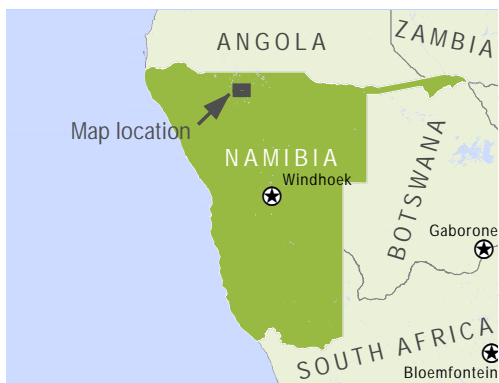 ANGOLA
ZAMBIA
Map location
NAMIBIA
Windhoek
BOTSWANA
Gaborone
SOUTH AFRICA
Bloemfontein